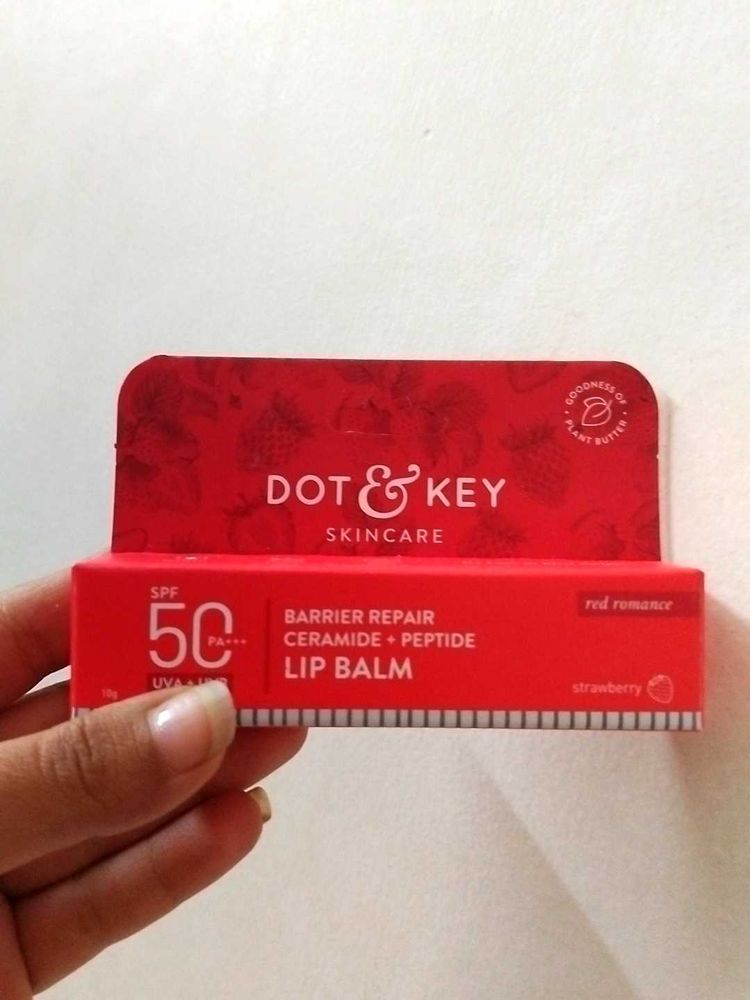 GOODNESS OF
PLANT BUTTER
DOT & KEY
SKINCARE
SPF
50
PA+++
UVA +
10g
BARRIER REPAIR
CERAMIDE + PEPTIDE
LIP BALM
red romance
strawberry